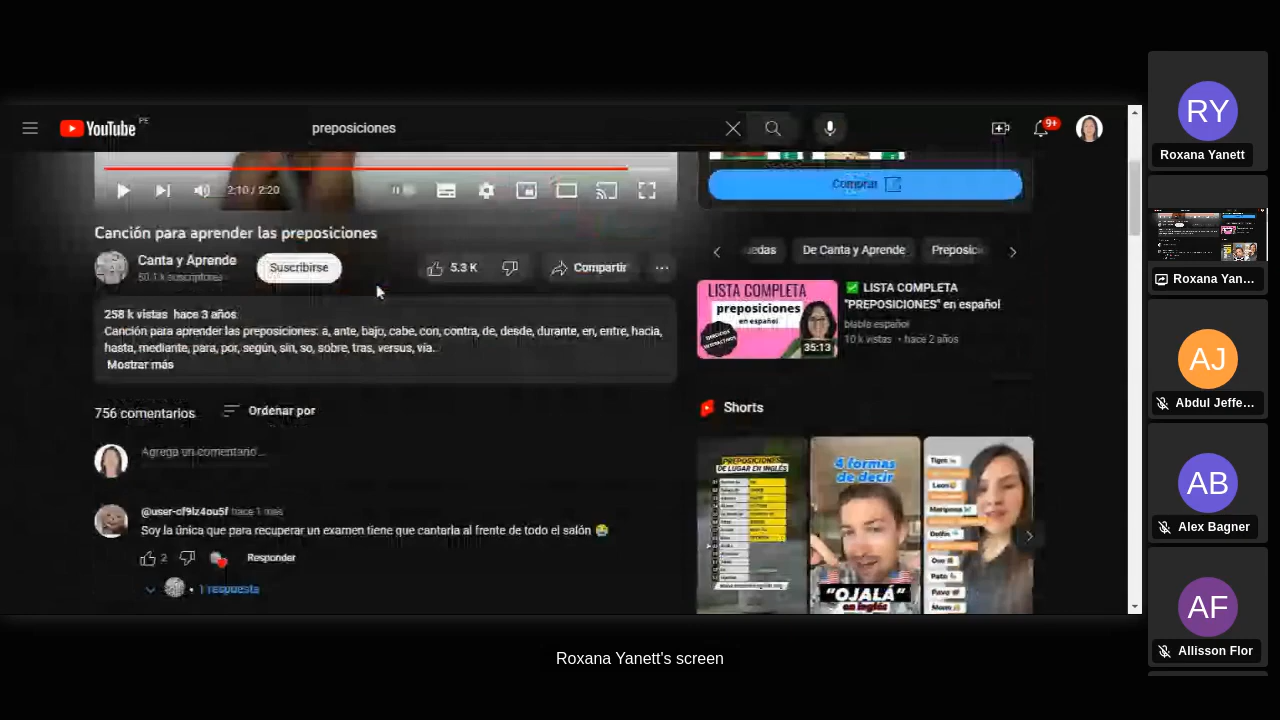 YouTube PE
preposiciones
9+
2:10 / 2:20
Comprar
Canción para aprender las preposiciones
Canta y Aprende
50.1 k suscriptores
Suscribirse
5.3 K
Compartir
258 k vistas hace 3 años
Canción para aprender las preposiciones: a, ante, bajo, cabe, con, contra, de, desde, durante, en, entre, hacia,
hasta, mediante, para, por, según, sin, so, sobre, tras, versus, vía.
Mostrar más
756 comentarios
Ordenar por
Agrega un comentario...
@user-cf9lz4ou5f hace 1 mes
Soy la única que para recuperar un examen tiene que cantarla al frente de todo el salón 😭
2
Responder
1 respuesta
uedas
De Canta y Aprende
Preposic
LISTA COMPLETA
preposiciones
en español
35:13
✅ LISTA COMPLETA
"PREPOSICIONES" en español
blabla español
10 k vistas • hace 2 años
Shorts
PREPOSICIONES
DE LUGAR EN INGLÉS
4 formas
de decir
"OJALÁ"
en inglés
Mariposa
Delfín
Pato
Roxana Yanett's screen
RY
Roxana Yanett
Roxana Yan...
AJ
Abdul Jeffe...
AB
Alex Bagner
AF
Allisson Flor